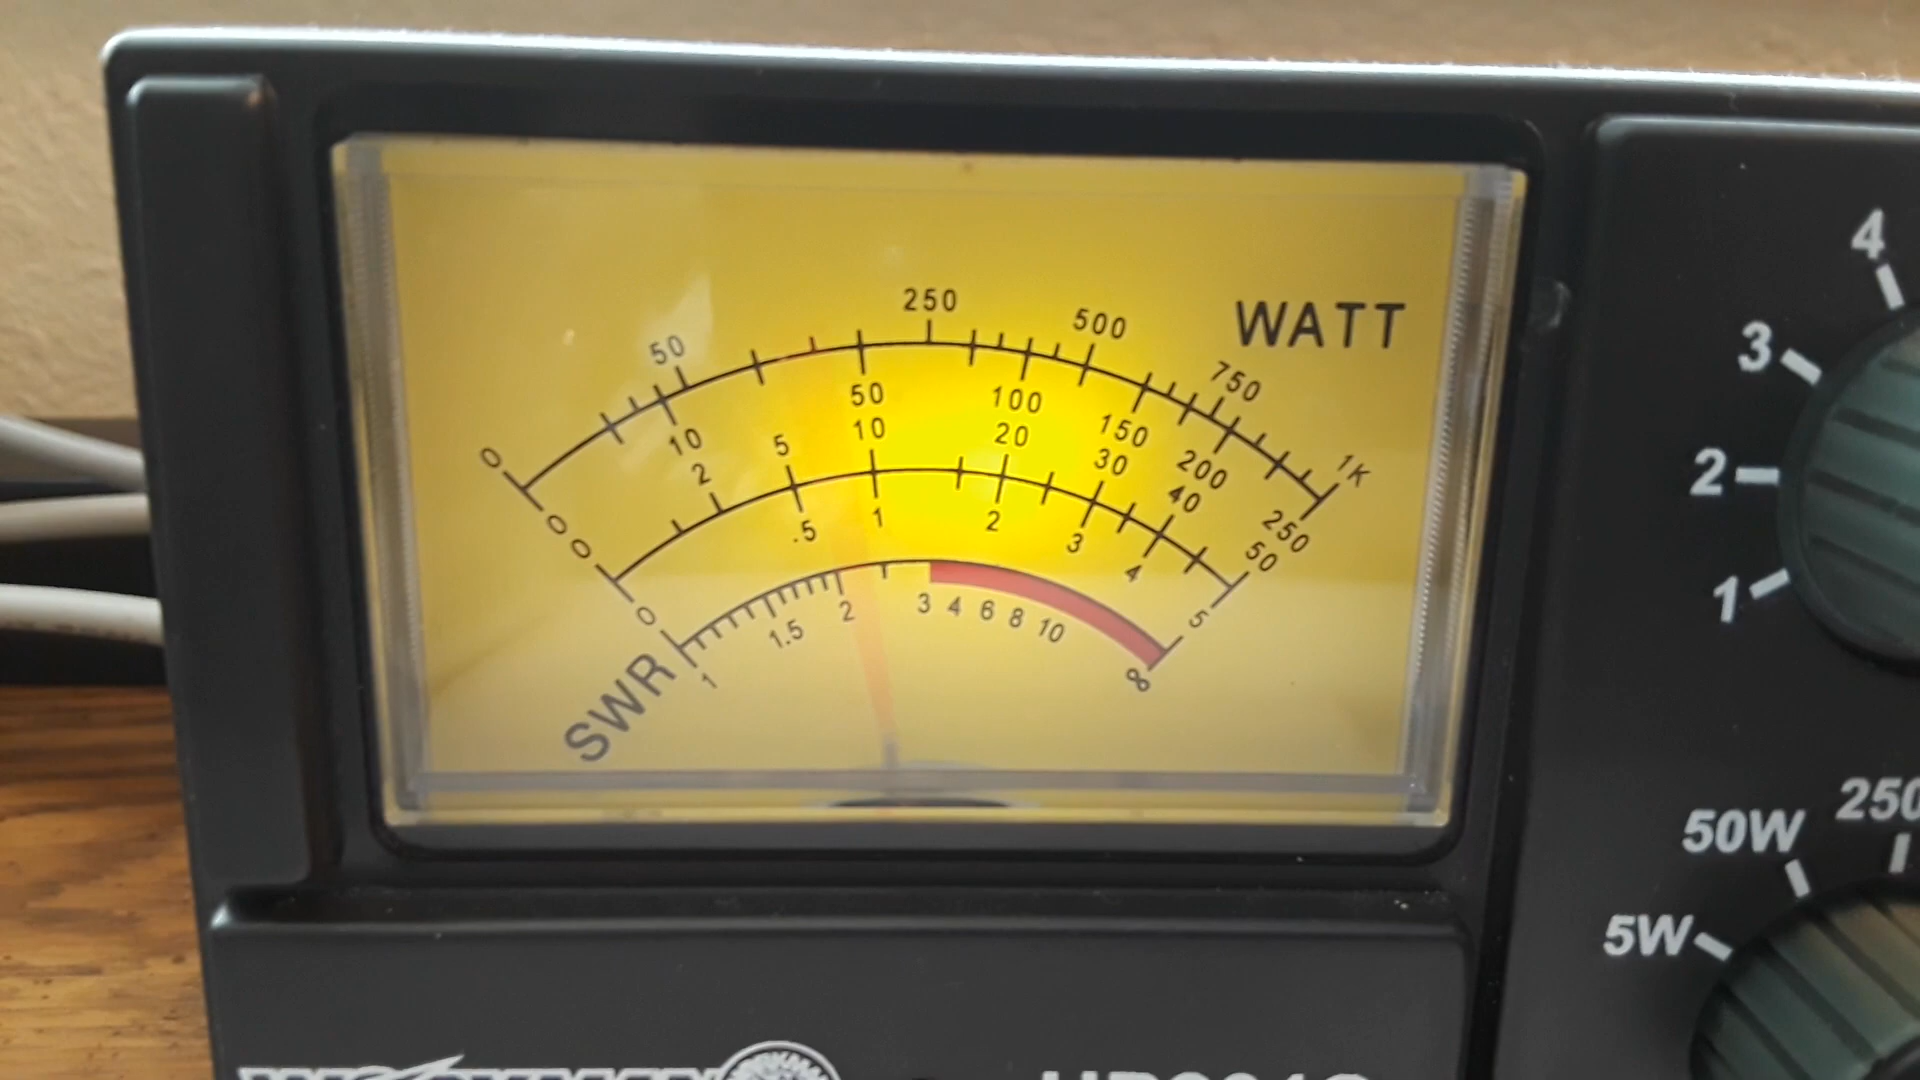 WATT
0 50 250 500 750 1K
0 10 50 100 150 200 250
0 2 5 10 20 30 40 50
0 .5 1 2 3 4 5
SWR
1 1.5 2 3 4 6 8 10 ∞
4
3
2
1
250
50W
5W